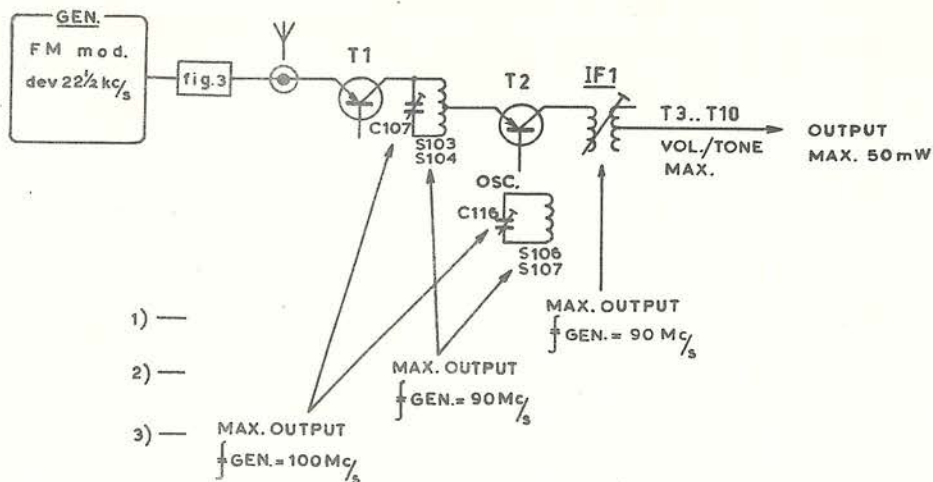 GEN.
FM mod.
dev 22½ kc/s
fig.3
T1
C107
S103
S104
T2
OSC.
C116
S106
S107
IF1
T3..T10
VOL./TONE
MAX.
OUTPUT
MAX. 50mW
1) —
MAX. OUTPUT
GEN. = 90 Mc/s
2) —
MAX. OUTPUT
GEN. = 90 Mc/s
3) —
MAX. OUTPUT
GEN. = 100 Mc/s